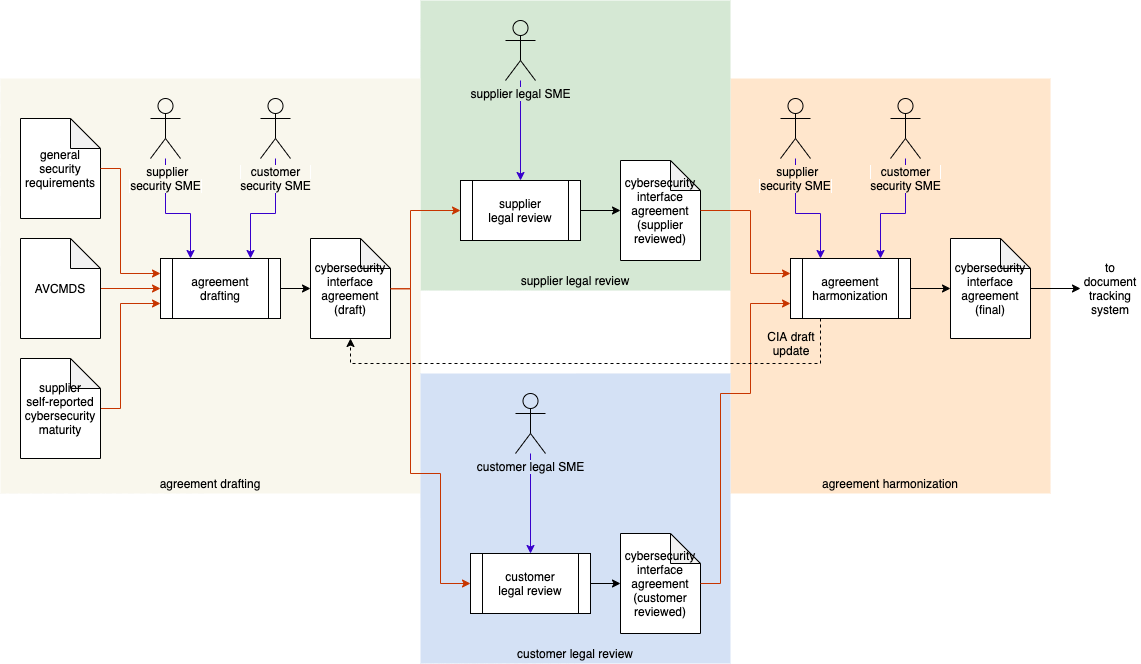 general
security
requirements
AVCMDS
supplier
self-reported
cybersecurity
maturity
supplier
security SME
customer
security SME
agreement
drafting
cybersecurity
interface
agreement
(draft)
agreement drafting
supplier legal SME
supplier
legal review
cybersecurity
interface
agreement
(supplier
reviewed)
supplier legal review
customer legal SME
customer
legal review
cybersecurity
interface
agreement
(customer
reviewed)
customer legal review
supplier
security SME
customer
security SME
agreement
harmonization
CIA draft
update
cybersecurity
interface
agreement
(final)
agreement harmonization
to
document
tracking
system